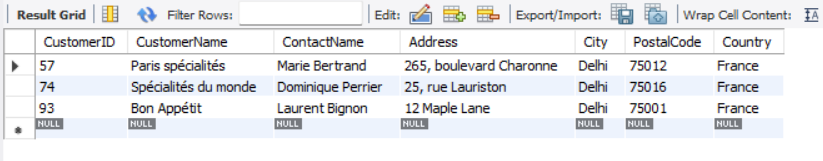 Result Grid Filter Rows: Edit: Export/Import: Wrap Cell Content: IA
CustomerID CustomerName ContactName Address City PostalCode Country
57 Paris spécialités Marie Bertrand 265, boulevard Charonne Delhi 75012 France
74 Spécialités du monde Dominique Perrier 25, rue Lauriston Delhi 75016 France
93 Bon Appétit Laurent Bignon 12 Maple Lane Delhi 75001 France
NULL NULL NULL NULL NULL NULL NULL